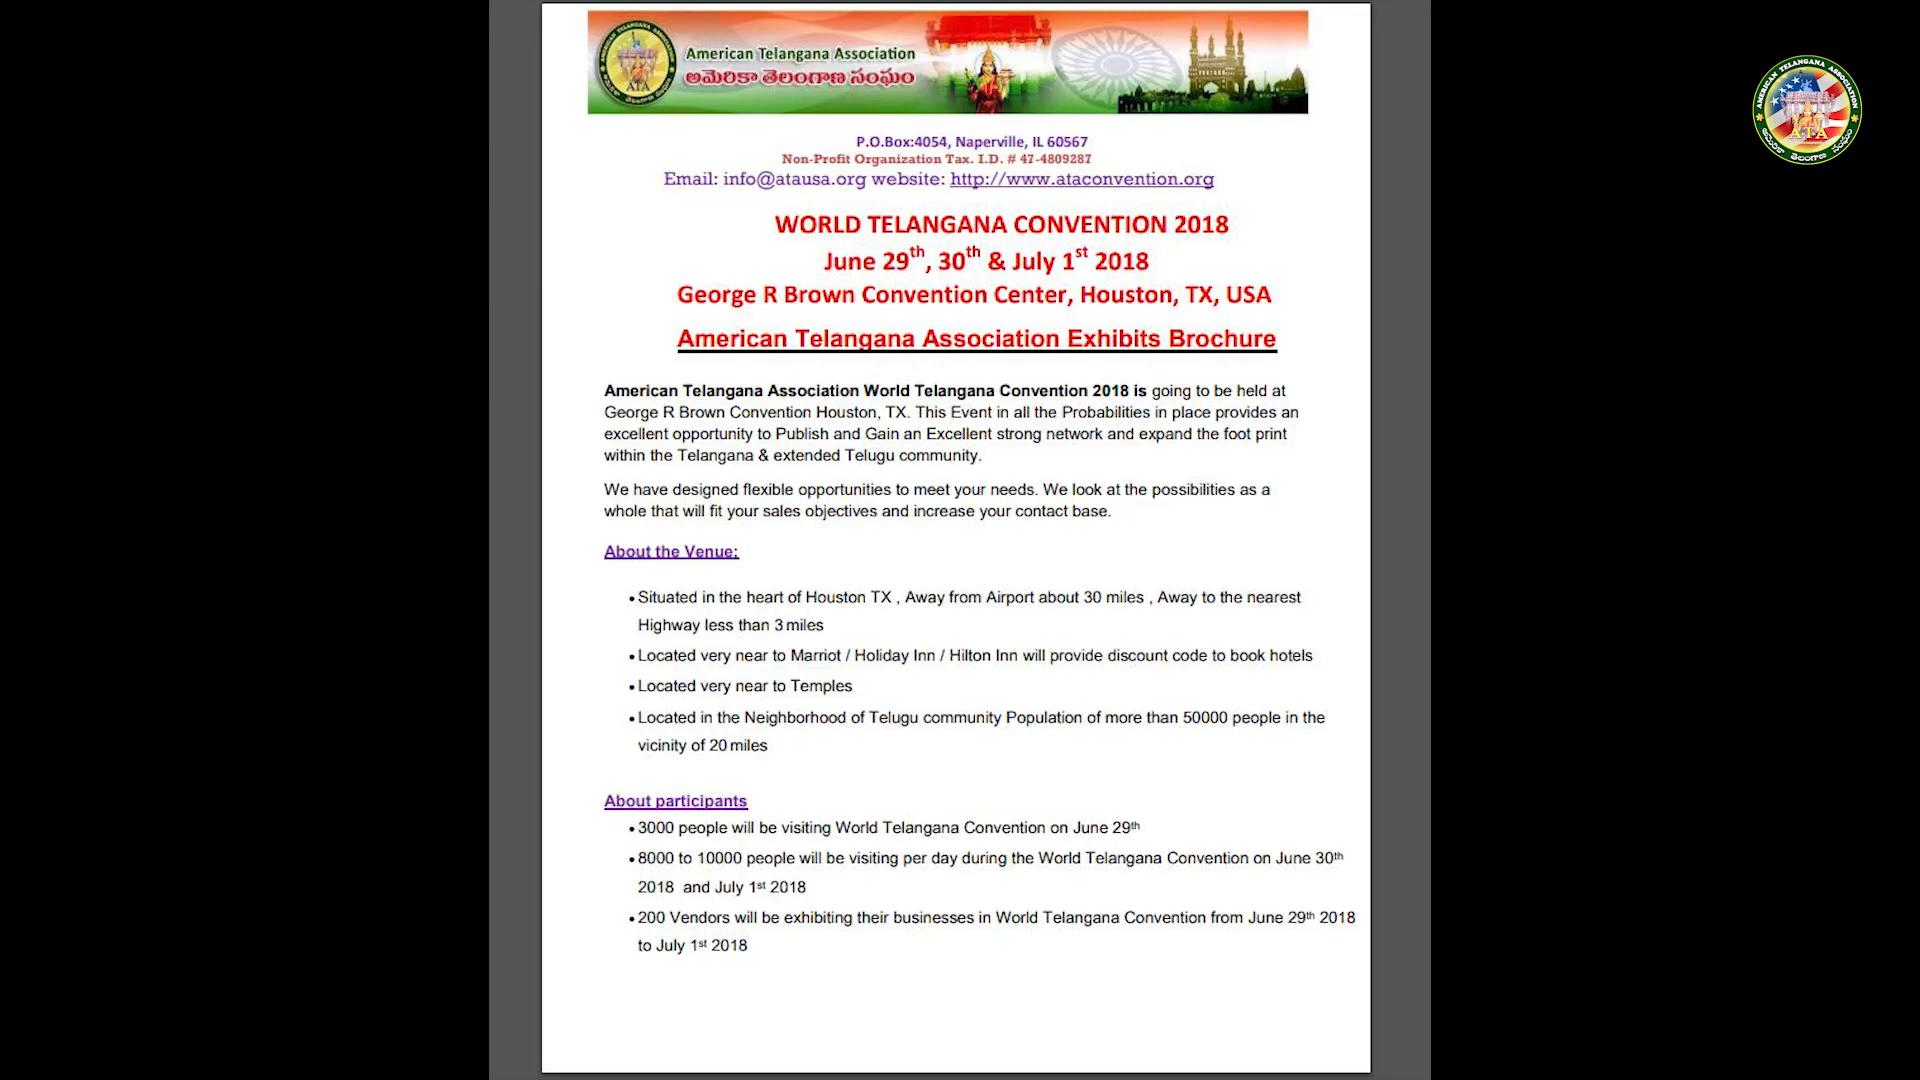 American Telangana Association
అమెరికా తెలంగాణ సంఘం
ATA
P.O.Box:4054, Naperville, IL 60567
Non-Profit Organization Tax. I.D. # 47-4809287
Email: info@atausa.org website: http://www.ataconvention.org
WORLD TELANGANA CONVENTION 2018
June 29th, 30th & July 1st 2018
George R Brown Convention Center, Houston, TX, USA
American Telangana Association Exhibits Brochure
American Telangana Association World Telangana Convention 2018 is going to be held at
George R Brown Convention Houston, TX. This Event in all the Probabilities in place provides an
excellent opportunity to Publish and Gain an Excellent strong network and expand the foot print
within the Telangana & extended Telugu community.
We have designed flexible opportunities to meet your needs. We look at the possibilities as a
whole that will fit your sales objectives and increase your contact base.
About the Venue:
• Situated in the heart of Houston TX , Away from Airport about 30 miles , Away to the nearest
Highway less than 3 miles
• Located very near to Marriot / Holiday Inn / Hilton Inn will provide discount code to book hotels
• Located very near to Temples
• Located in the Neighborhood of Telugu community Population of more than 50000 people in the
vicinity of 20 miles
About participants
• 3000 people will be visiting World Telangana Convention on June 29th
• 8000 to 10000 people will be visiting per day during the World Telangana Convention on June 30th
2018 and July 1st 2018
• 200 Vendors will be exhibiting their businesses in World Telangana Convention from June 29th 2018
to July 1st 2018
AMERICAN TELANGANA ASSOCIATION
ATA
అమెరికా తెలంగాణ సంఘం